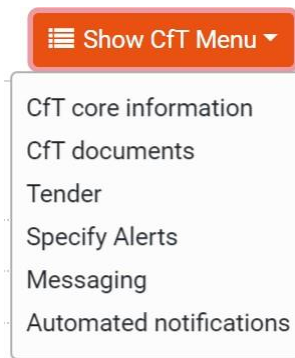 Show CfT Menu
CfT core information
CfT documents
Tender
Specify Alerts
Messaging
Automated notifications